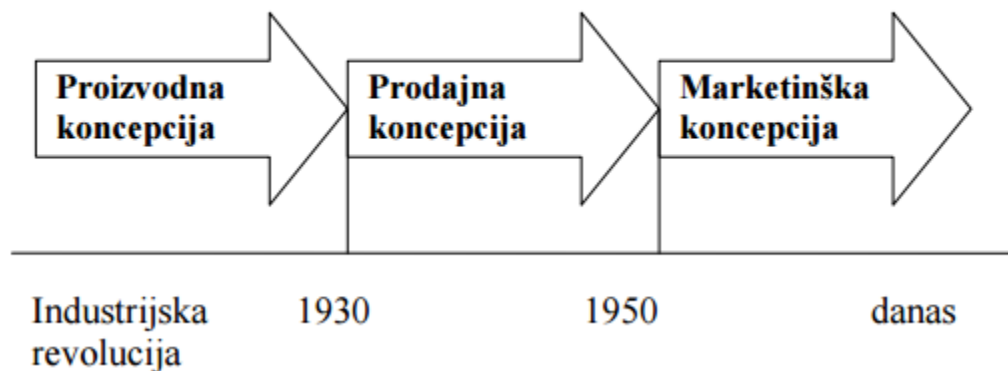 Proizvodna
koncepcija
Prodajna
koncepcija
Marketinška
koncepcija
Industrijska
revolucija
1930
1950
danas